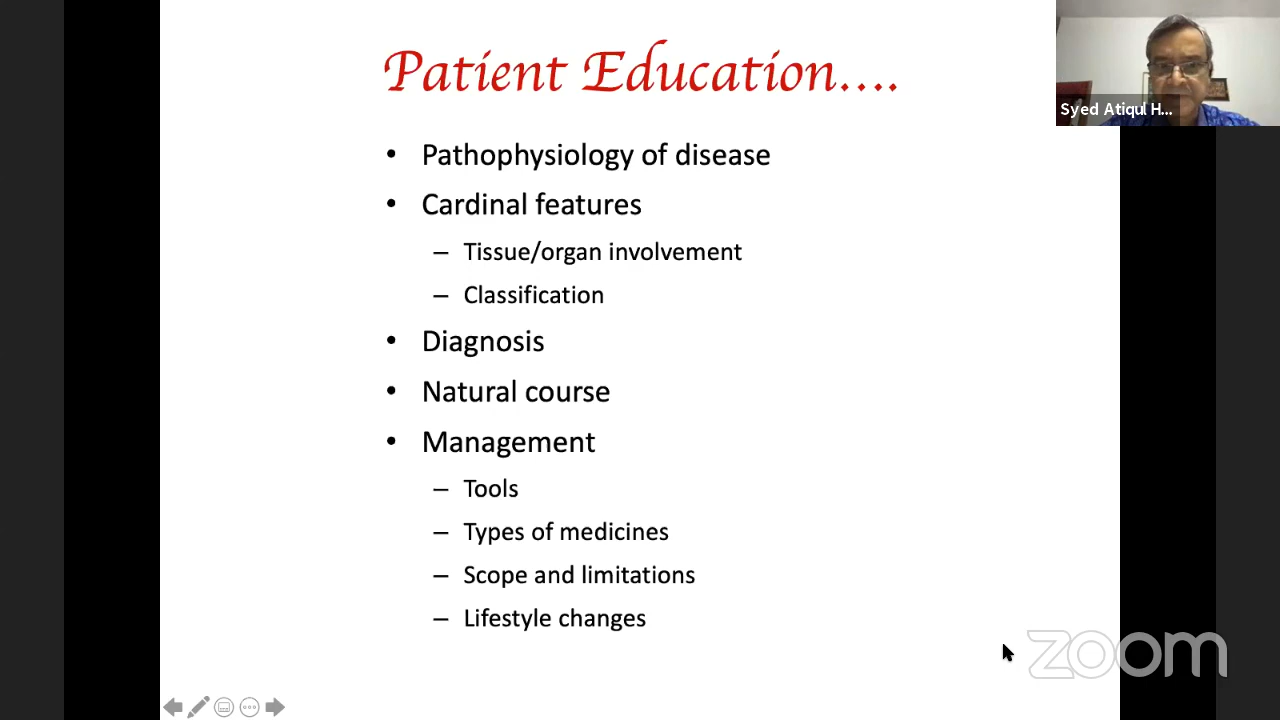 Patient Education....
Syed Atiqul H...
• Pathophysiology of disease
• Cardinal features
– Tissue/organ involvement
– Classification
• Diagnosis
• Natural course
• Management
– Tools
– Types of medicines
– Scope and limitations
– Lifestyle changes
zoom